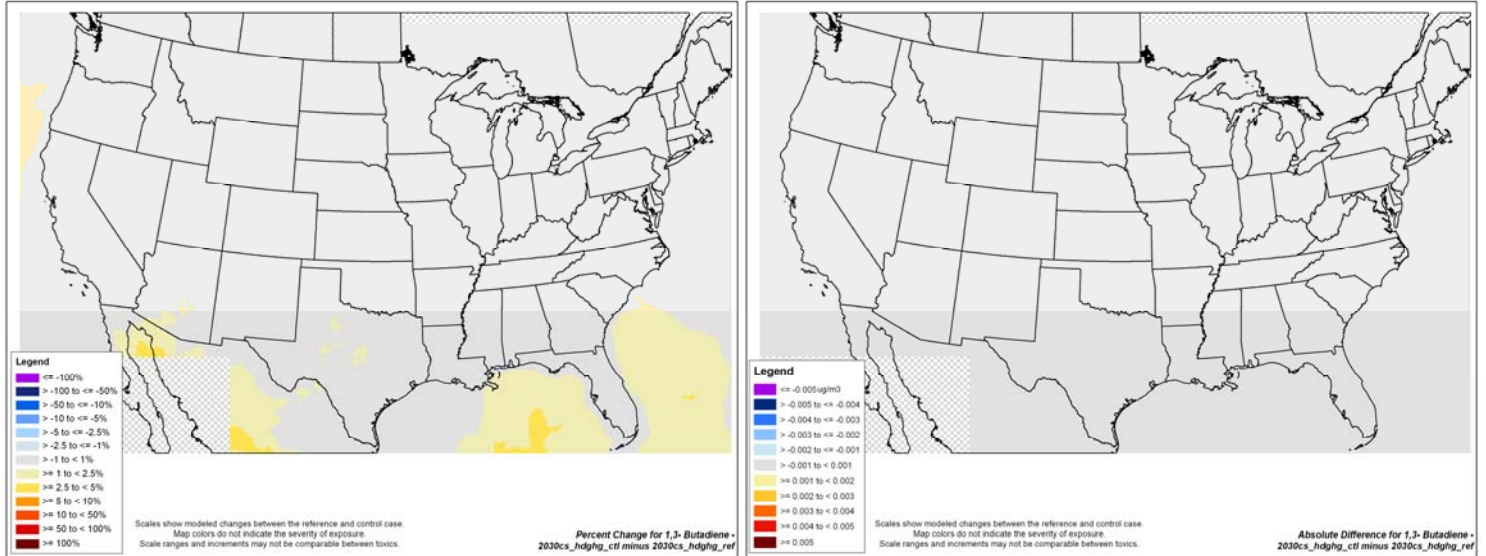 Legend
<= -100%
> -100 to <= -50%
> -50 to <= -10%
> -10 to <= -5%
> -5 to <= -2.5%
> -2.5 to <= -1%
> -1 to < 1%
>= 1 to < 2.5%
>= 2.5 to < 5%
>= 5 to < 10%
>= 10 to < 50%
>= 50 to < 100%
>= 100%
Scales show modeled changes between the reference and control case.
Map colors do not indicate the severity of exposure.
Scale ranges and increments may not be comparable between toxics.
Percent Change for 1,3- Butadiene -
2030cs_hdghg_ctl minus 2030cs_hdghg_ref
Legend
<= -0.005 ug/m3
> -0.005 to <= -0.004
> -0.004 to <= -0.003
> -0.003 to <= -0.002
> -0.002 to <= -0.001
> -0.001 to < 0.001
>= 0.001 to < 0.002
>= 0.002 to < 0.003
>= 0.003 to < 0.004
>= 0.004 to < 0.005
>= 0.005
Scales show modeled changes between the reference and control case.
Map colors do not indicate the severity of exposure.
Scale ranges and increments may not be comparable between toxics.
Absolute Difference for 1,3- Butadiene -
2030cs_hdghg_ctl minus 2030cs_hdghg_ref